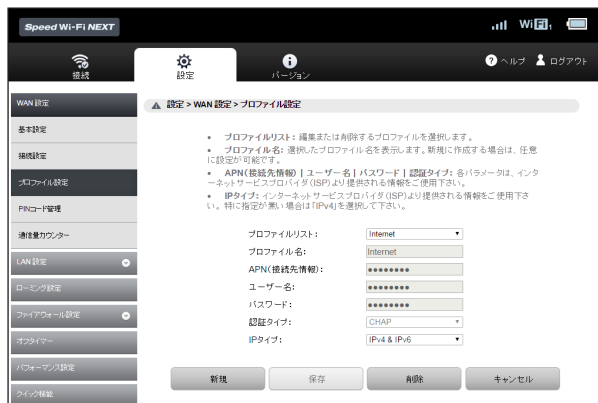 Speed Wi-Fi NEXT
WiFi
接続
設定
バージョン
ヘルプ
ログアウト
WAN 設定
設定 > WAN 設定 > プロファイル設定
基本設定
接続設定
プロファイル設定
PINコード管理
通信量カウンター
LAN 設定
ローミング設定
ファイアウォール設定
オフタイマー
パフォーマンス設定
クイック機能
• プロファイルリスト: 編集または削除するプロファイルを選択します。
• プロファイル名: 選択したプロファイル名を表示します。新規に作成する場合は、任意
に設定が可能です。
• APN(接続先情報) | ユーザー名 | パスワード | 認証タイプ: 各パラメータは、インタ
ーネットサービスプロバイダ(ISP)より提供される情報をご使用下さい。
• IPタイプ: インターネットサービスプロバイダ(ISP)より提供される情報をご使用下さ
い。特に指定が無い場合は「IPv4」を選択して下さい。
プロファイルリスト: Internet
プロファイル名: Internet
APN(接続先情報): ●●●●●●●●
ユーザー名: ●●●●●●●●
パスワード: ●●●●●●●●
認証タイプ: CHAP
IPタイプ: IPv4 & IPv6
新規
保存
削除
キャンセル